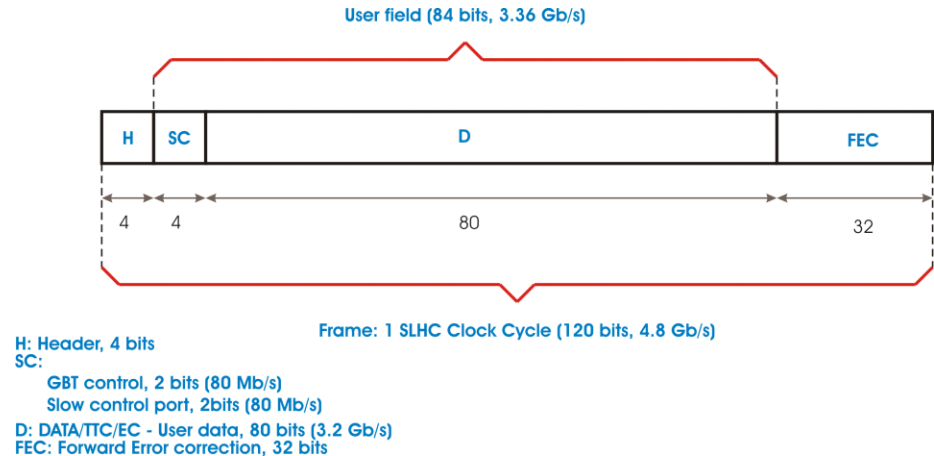 User field (84 bits, 3.36 Gb/s)
H SC D FEC
4 4 80 32
Frame: 1 SLHC Clock Cycle (120 bits, 4.8 Gb/s)
H: Header, 4 bits
SC:
GBT control, 2 bits (80 Mb/s)
Slow control port, 2bits (80 Mb/s)
D: DATA/TTC/EC - User data, 80 bits (3.2 Gb/s)
FEC: Forward Error correction, 32 bits